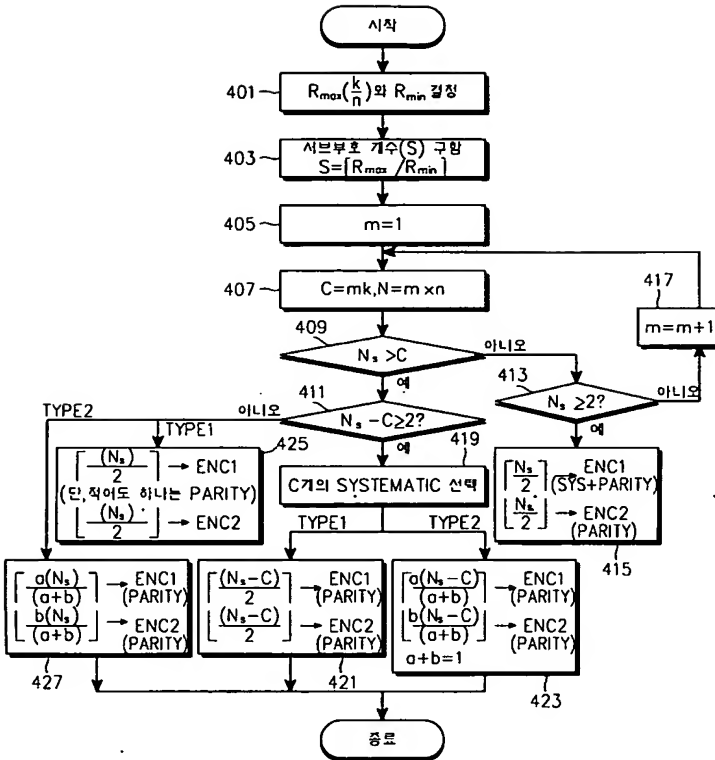 시작
401
R_max(k/n)와 R_min 결정
403
서브부호 개수(S) 구함
S=⌈R_max / R_min⌉
405
m=1
407
C=mk, N=m×n
417
m=m+1
409
N_s >C
아니오
예
411
N_s -C≥2?
아니오
예
413
N_s ≥2?
아니오
예
TYPE2
TYPE1
425
⌈(N_s)/2⌉ → ENC1
(단,적어도 하나는 PARITY)
⌈(N_s)/2⌉ → ENC2
419
C개의 SYSTEMATIC 선택
⌈N_s/2⌉ → ENC1
(SYS+PARITY)
⌊N_s/2⌋ → ENC2
(PARITY)
415
TYPE1
TYPE2
⌈a(N_s)/(a+b)⌉ → ENC1
(PARITY)
⌊b(N_s)/(a+b)⌋ → ENC2
(PARITY)
427
⌈(N_s-C)/2⌉ → ENC1
(PARITY)
⌊(N_s-C)/2⌋ → ENC2
(PARITY)
421
⌈a(N_s-C)/(a+b)⌉ → ENC1
(PARITY)
⌊b(N_s-C)/(a+b)⌋ → ENC2
(PARITY)
a+b=1
423
종료